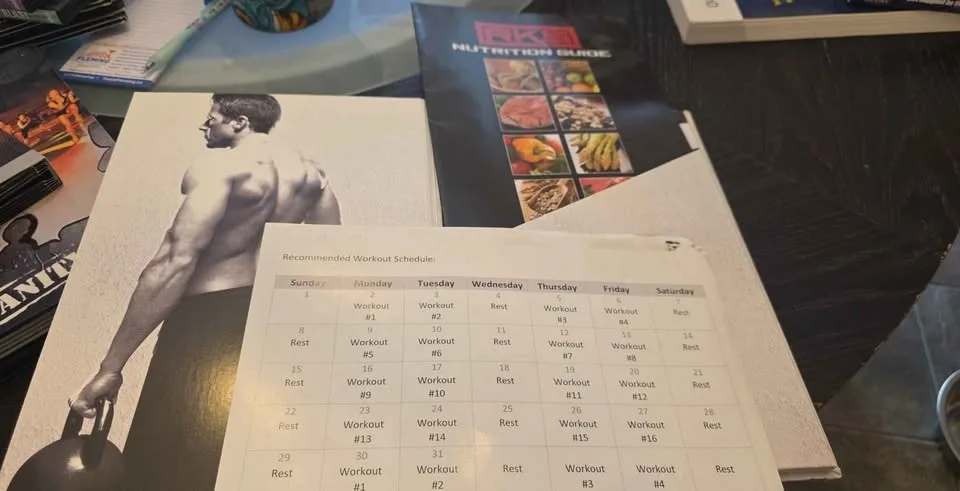 RKS
NUTRITION GUIDE
FLEMING
ANITY
Recommended Workout Schedule:
Sunday Monday Tuesday Wednesday Thursday Friday Saturday
1 2 3 4 5 6 7
Workout Workout Rest Workout Workout Rest
#1 #2 #3 #4
8 9 10 11 12 13 14
Rest Workout Workout Rest Workout Workout Rest
#5 #6 #7 #8
15 16 17 18 19 20 21
Rest Workout Workout Rest Workout Workout Rest
#9 #10 #11 #12
22 23 24 25 26 27 28
Rest Workout Workout Rest Workout Workout Rest
#13 #14 #15 #16
29 30 31
Rest Workout Workout Rest Workout Workout Rest
#1 #2 #3 #4